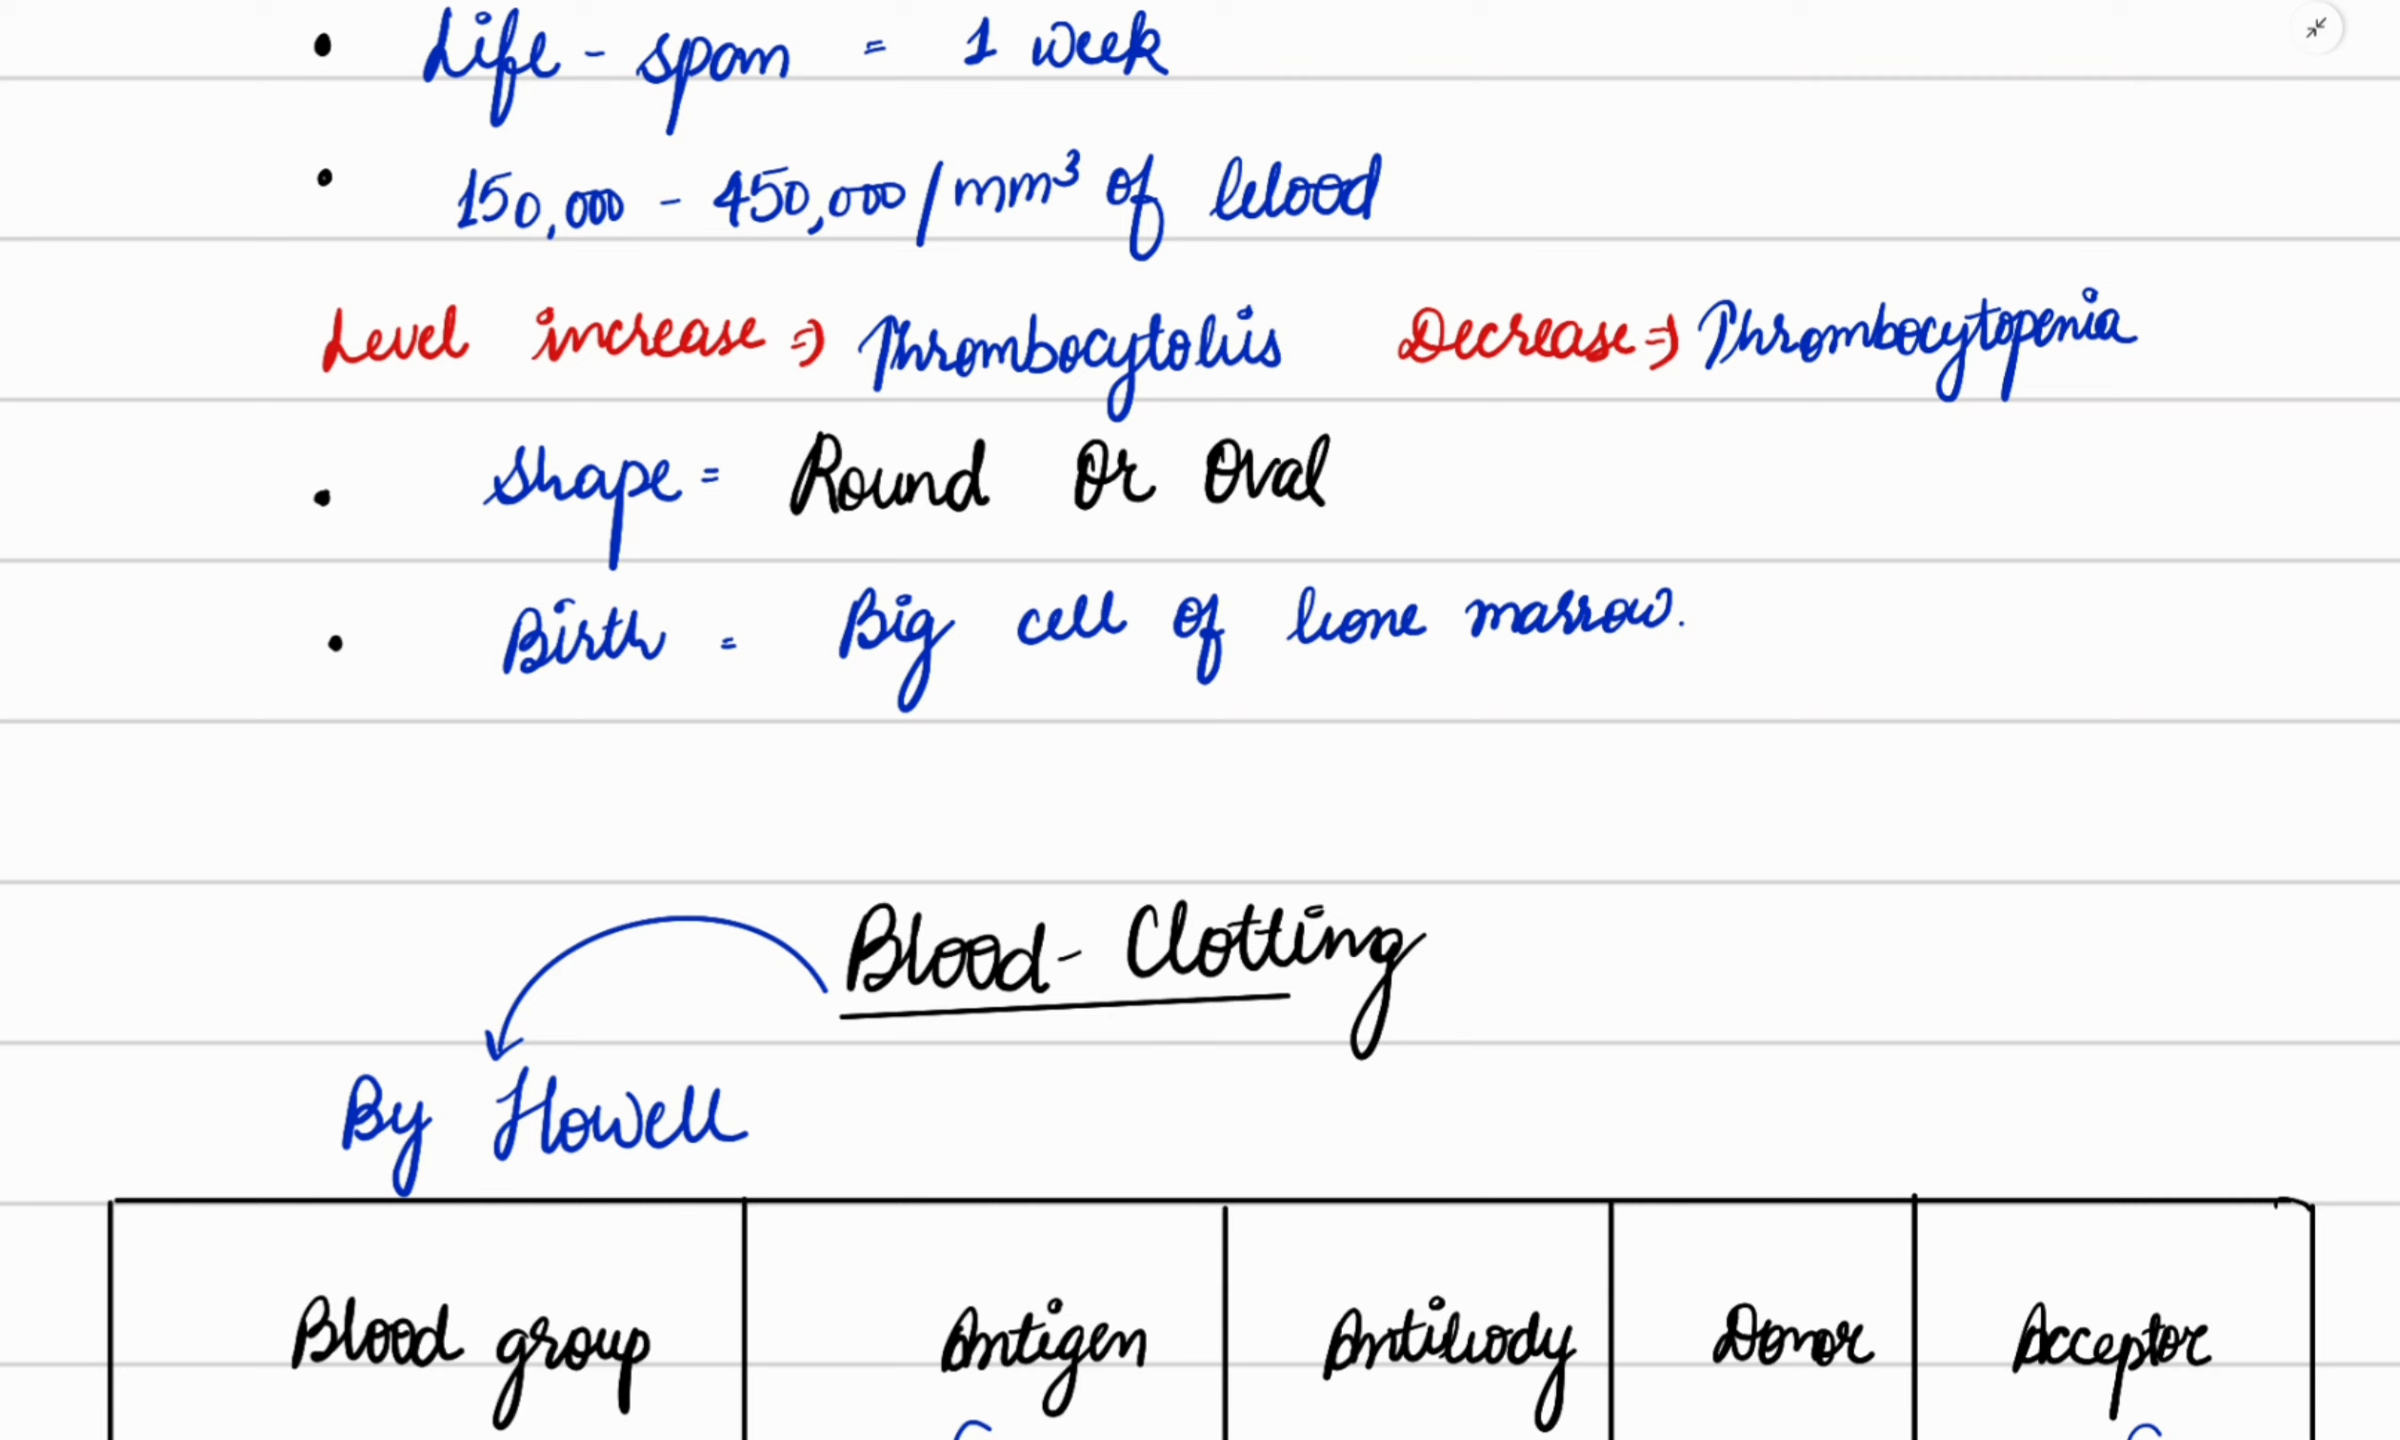 • Life - span = 1 week
• 150,000 - 450,000/mm³ of blood
Level increase ⇒ Thrombocytosis Decrease ⇒ Thrombocytopenia
• Shape = Round Or Oval
• Birth = Big cell of bone marrow.
Blood - Clotting
By Howell
Blood group Antigen Antibody Donor Acceptor